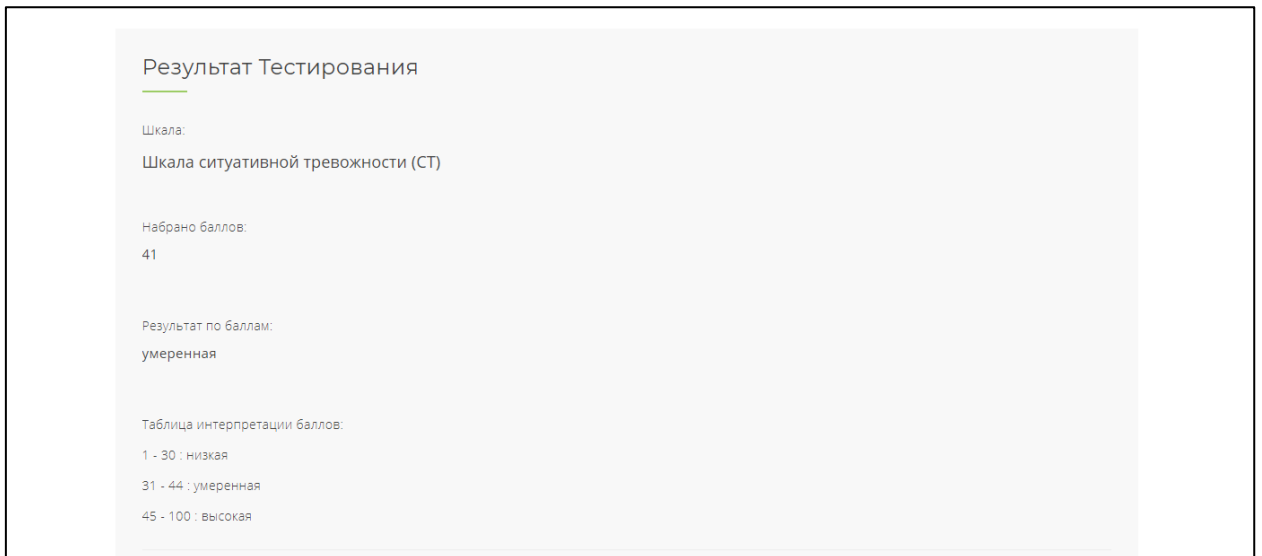 Результат Тестирования
Шкала:
Шкала ситуативной тревожности (СТ)
Набрано баллов:
41
Результат по баллам:
умеренная
Таблица интерпретации баллов:
1 - 30 : низкая
31 - 44 : умеренная
45 - 100 : высокая